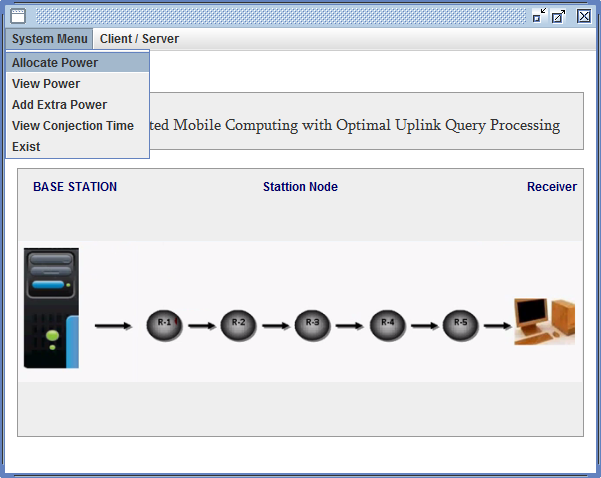 System Menu Client / Server
Allocate Power
View Power
Add Extra Power
View Conjection Time
Exist
Mobile Computing with Optimal Uplink Query Processing
BASE STATION Stattion Node Receiver
R-1 R-2 R-3 R-4 R-5